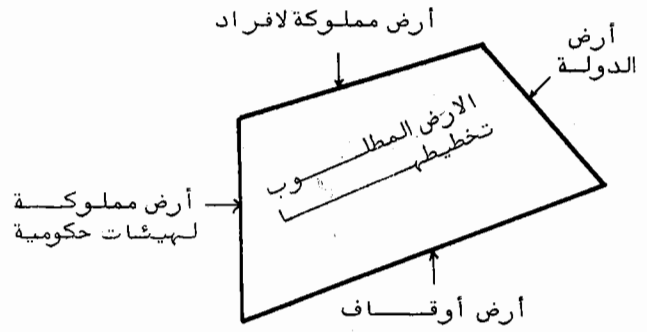 أرض مملوكة لافراد
أرض
الدولة
الارض المطلوب
تخطيطها
أرض مملوكة
لهيئات حكومية
أرض أوقاف